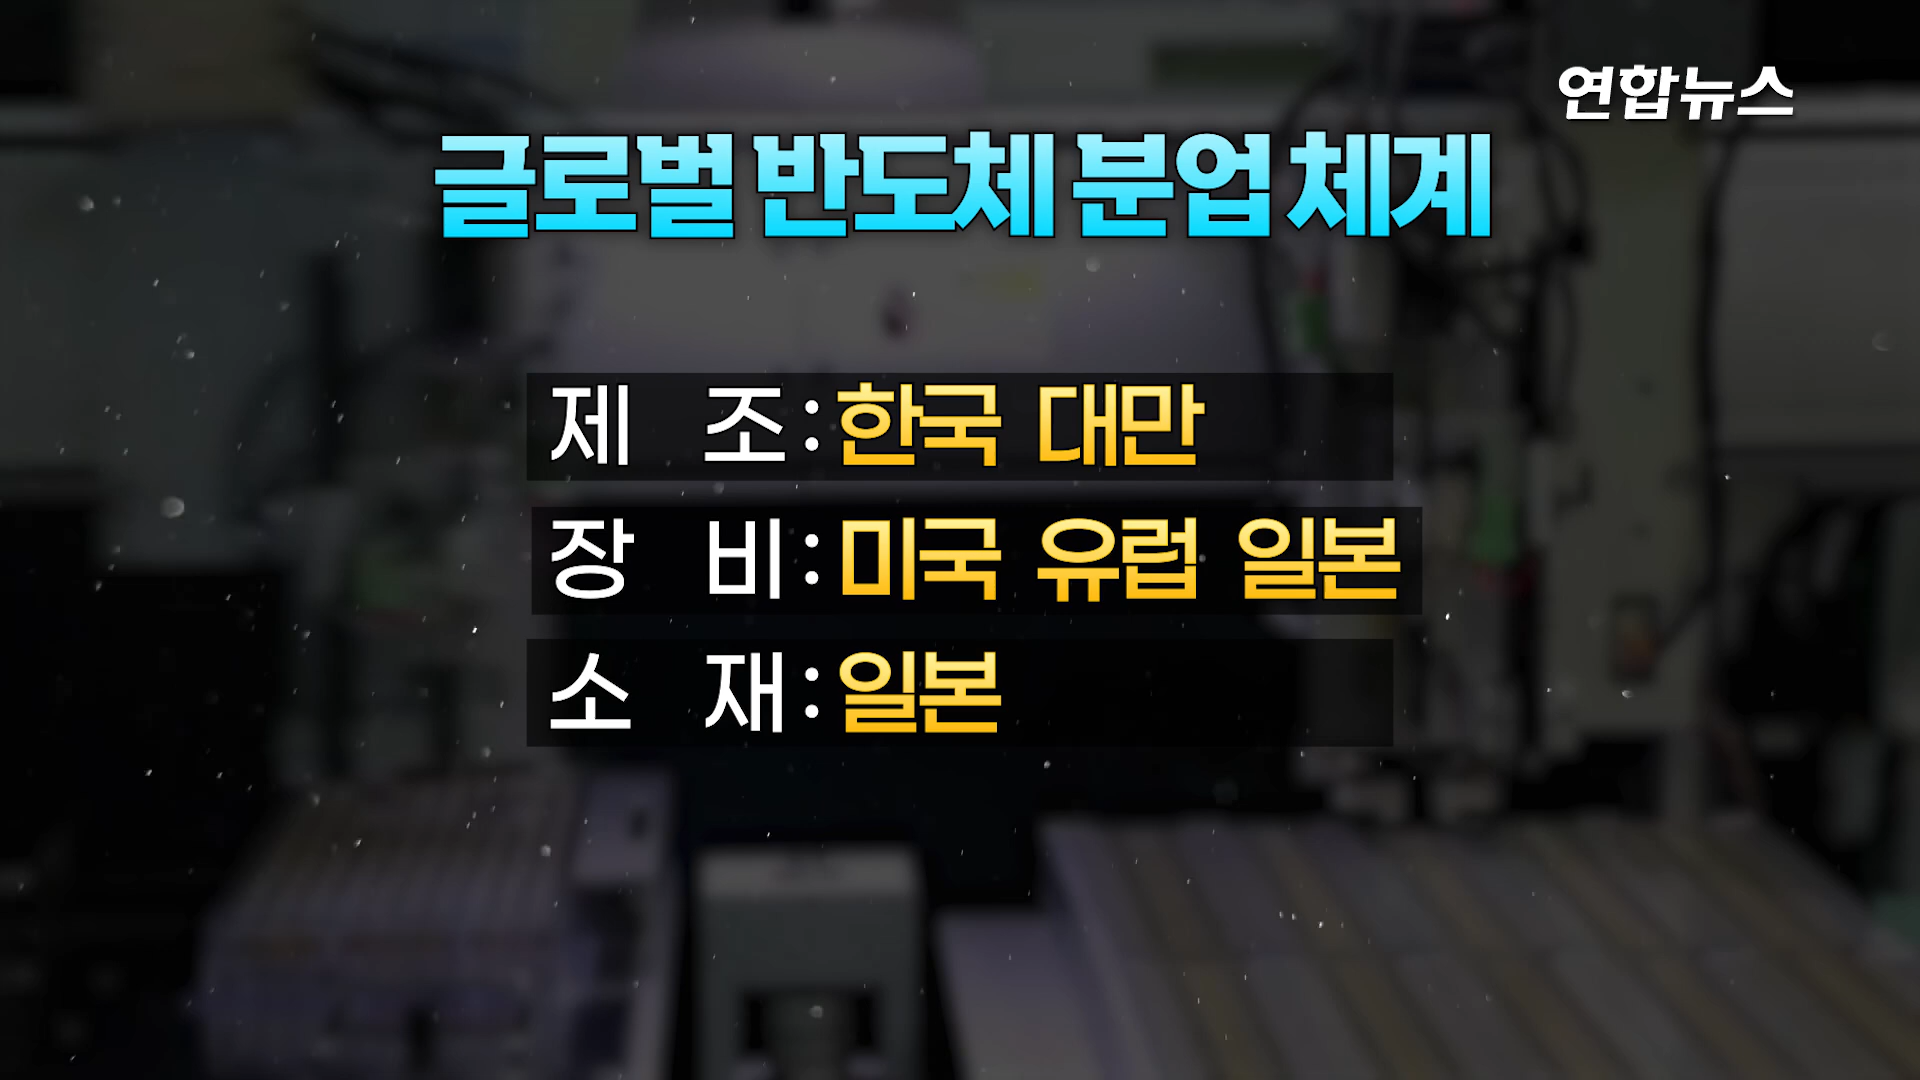 연합뉴스
글로벌 반도체 분업 체계
제 조 : 한국 대만
장 비 : 미국 유럽 일본
소 재 : 일본